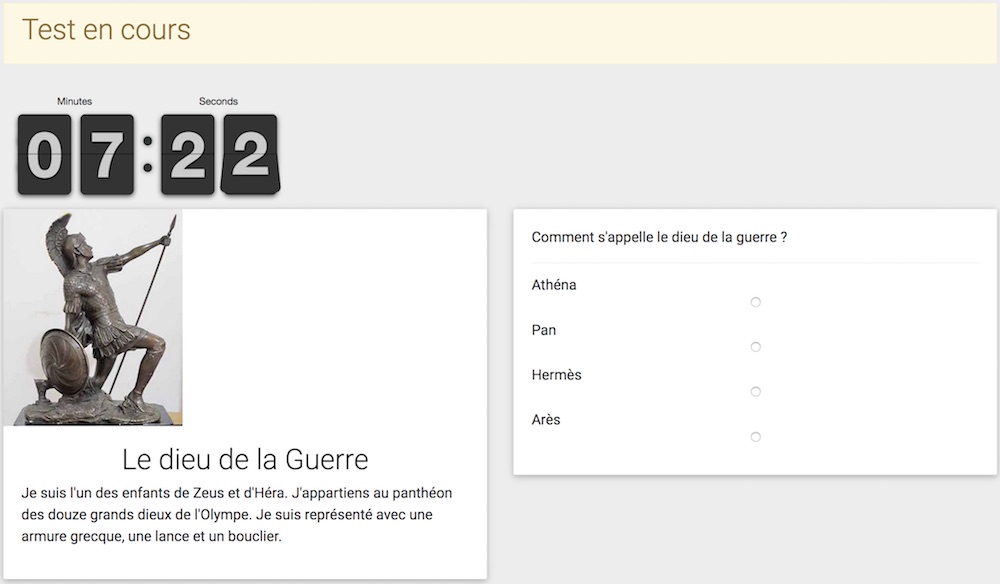 Test en cours
Minutes Seconds
07:22
Le dieu de la Guerre
Je suis l'un des enfants de Zeus et d'Héra. J'appartiens au panthéon
des douze grands dieux de l'Olympe. Je suis représenté avec une
armure grecque, une lance et un bouclier.
Comment s'appelle le dieu de la guerre ?
Athéna
Pan
Hermès
Arès